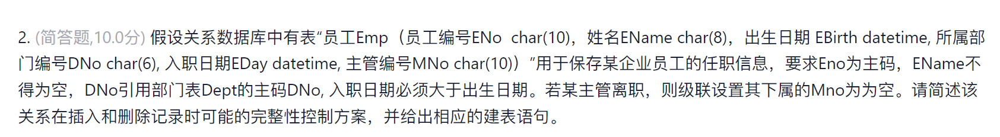 2. (简答题,10.0分) 假设关系数据库中有表“员工Emp（员工编号ENo  char(10)，姓名EName char(8)，出生日期 EBirth datetime, 所属部
门编号DNo char(6), 入职日期EDay datetime, 主管编号MNo char(10)）”用于保存某企业员工的任职信息，要求Eno为主码，EName不
得为空，DNo引用部门表Dept的主码DNo, 入职日期必须大于出生日期。若某主管离职，则级联设置其下属的Mno为为空。请简述该
关系在插入和删除记录时可能的完整性控制方案，并给出相应的建表语句。